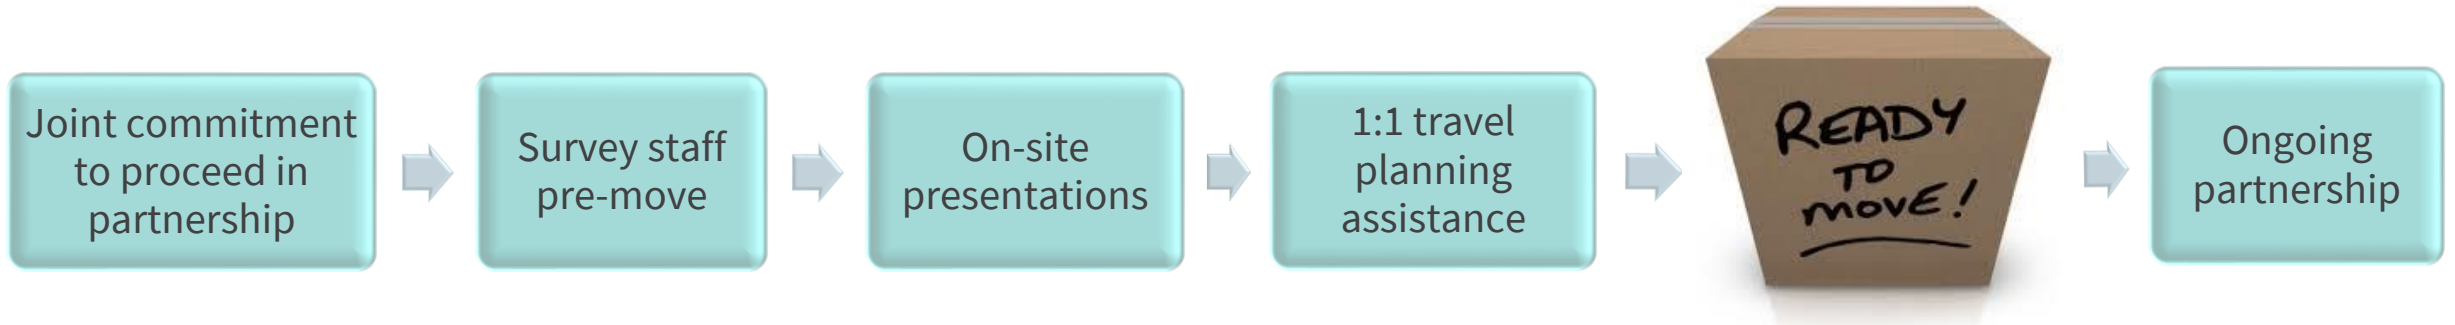 Joint commitment
to proceed in
partnership
Survey staff
pre-move
On-site
presentations
1:1 travel
planning
assistance
READY
TO
MOVE!
Ongoing
partnership